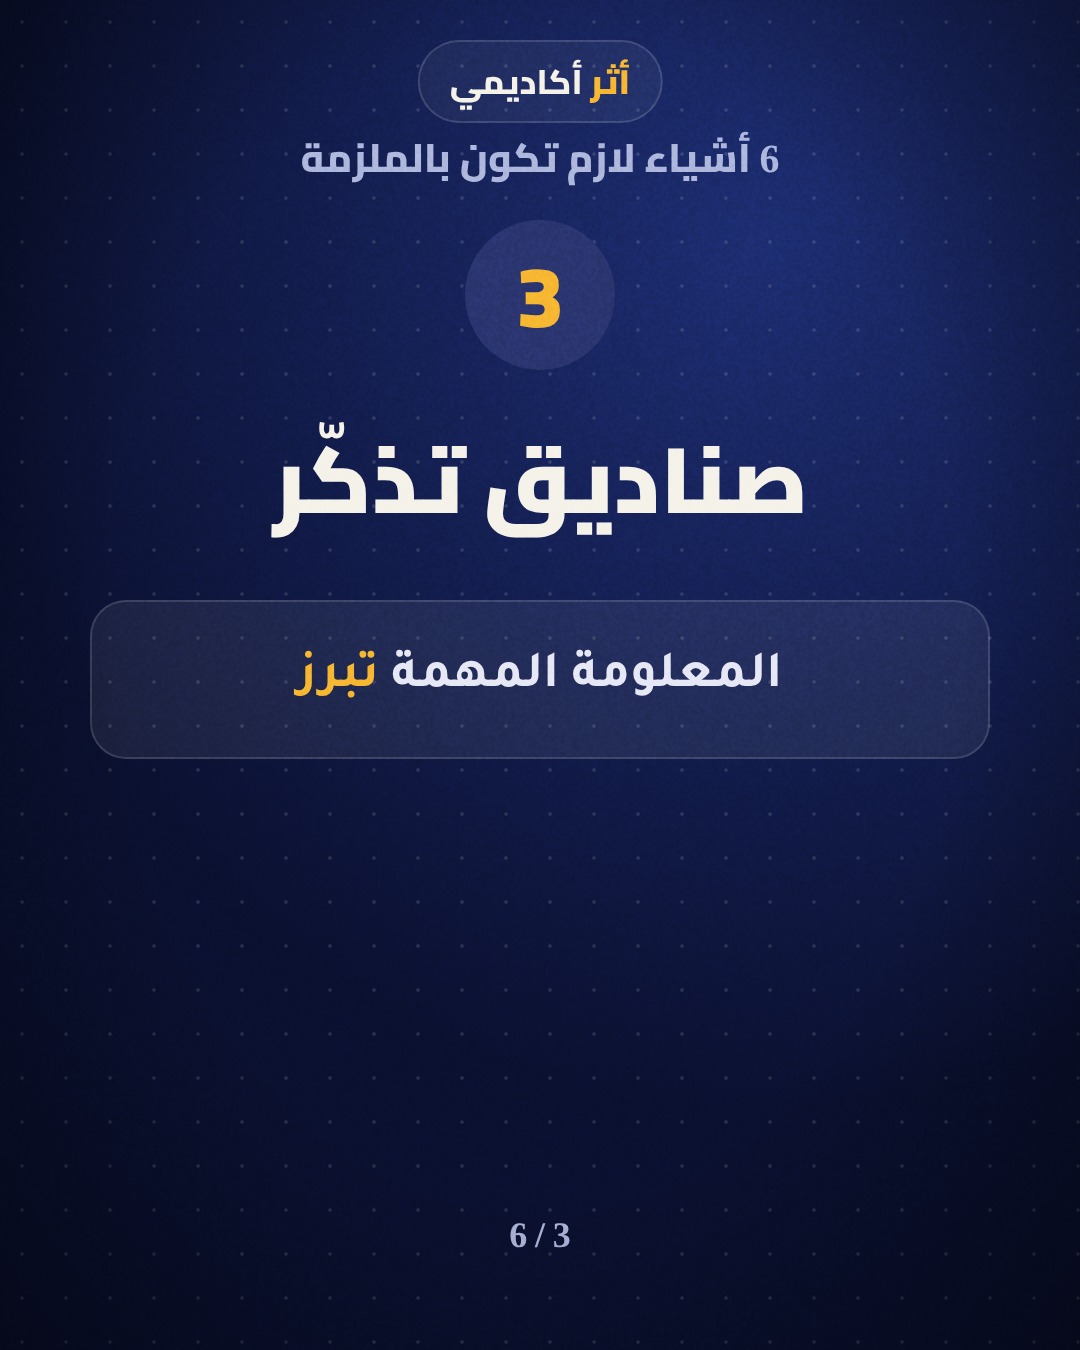 أثر أكاديمي
6 أشياء لازم تكون بالملزمة
3
صناديق تذكّر
المعلومة المهمة تبرز
6 / 3